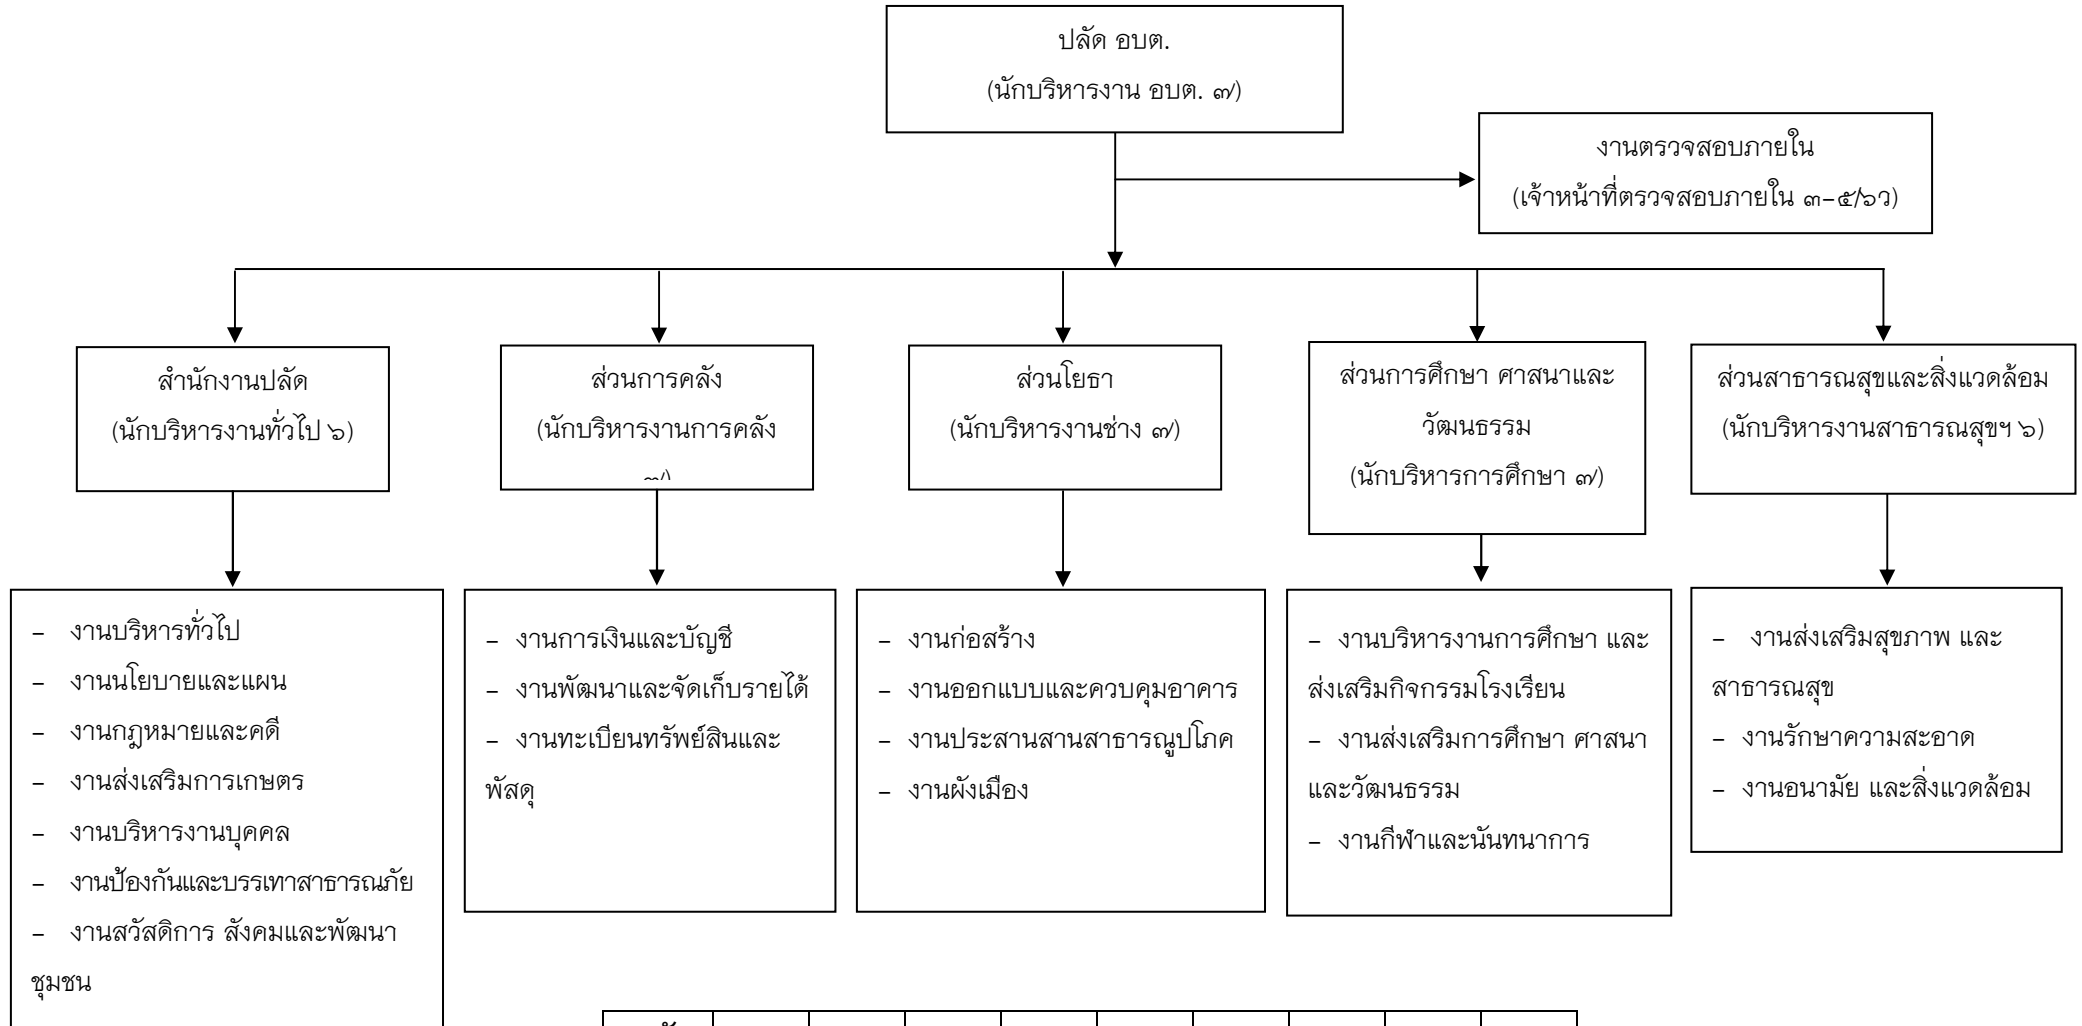 ปลัด อบต.
(นักบริหารงาน อบต. ๗)
งานตรวจสอบภายใน
(เจ้าหน้าที่ตรวจสอบภายใน ๓-๕/๖ว)
สำนักงานปลัด
(นักบริหารงานทั่วไป ๖)
ส่วนการคลัง
(นักบริหารงานการคลัง
ส่วนโยธา
(นักบริหารงานช่าง ๗)
ส่วนการศึกษา ศาสนาและ
วัฒนธรรม
(นักบริหารการศึกษา ๗)
ส่วนสาธารณสุขและสิ่งแวดล้อม
(นักบริหารงานสาธารณสุขฯ ๖)
- งานบริหารทั่วไป
- งานนโยบายและแผน
- งานกฎหมายและคดี
- งานส่งเสริมการเกษตร
- งานบริหารงานบุคคล
- งานป้องกันและบรรเทาสาธารณภัย
- งานสวัสดิการ สังคมและพัฒนา
ชุมชน
- งานการเงินและบัญชี
- งานพัฒนาและจัดเก็บรายได้
- งานทะเบียนทรัพย์สินและ
พัสดุ
- งานก่อสร้าง
- งานออกแบบและควบคุมอาคาร
- งานประสานสานสาธารณูปโภค
- งานผังเมือง
- งานบริหารงานการศึกษา และ
ส่งเสริมกิจกรรมโรงเรียน
- งานส่งเสริมการศึกษา ศาสนา
และวัฒนธรรม
- งานกีฬาและนันทนาการ
- งานส่งเสริมสุขภาพ และ
สาธารณสุข
- งานรักษาความสะอาด
- งานอนามัย และสิ่งแวดล้อม